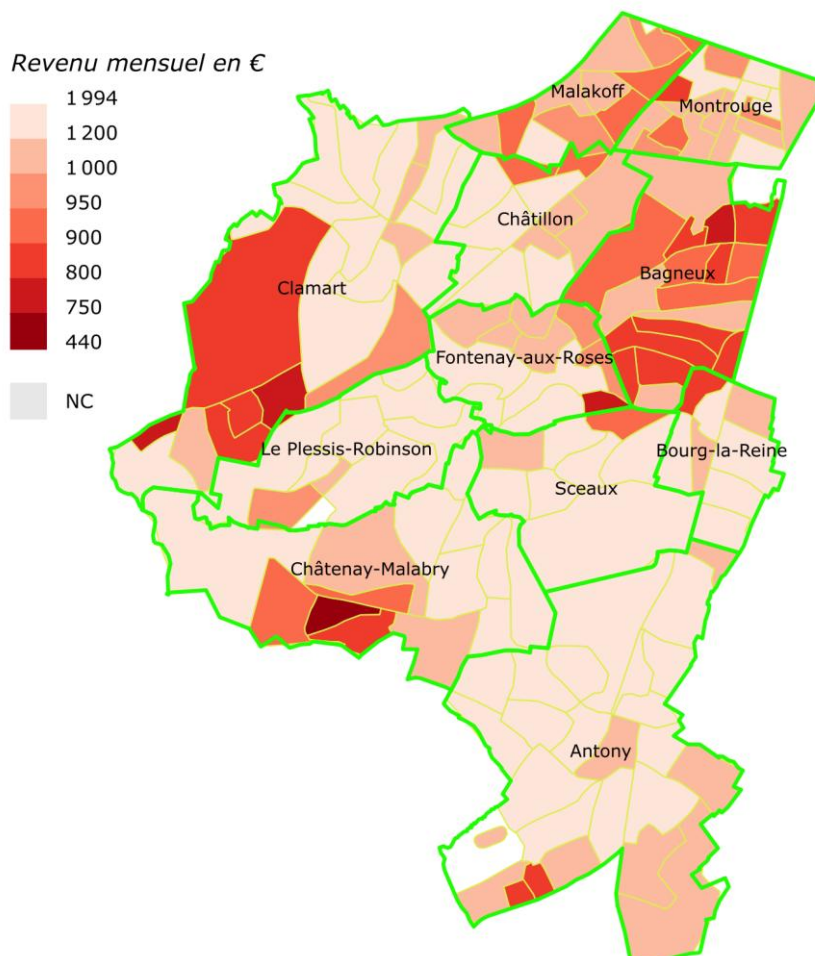 Revenu mensuel en €
1 994
1 200
1 000
950
900
800
750
440
NC
Malakoff
Montrouge
Châtillon
Bagneux
Clamart
Fontenay-aux-Roses
Le Plessis-Robinson
Bourg-la-Reine
Sceaux
Châtenay-Malabry
Antony